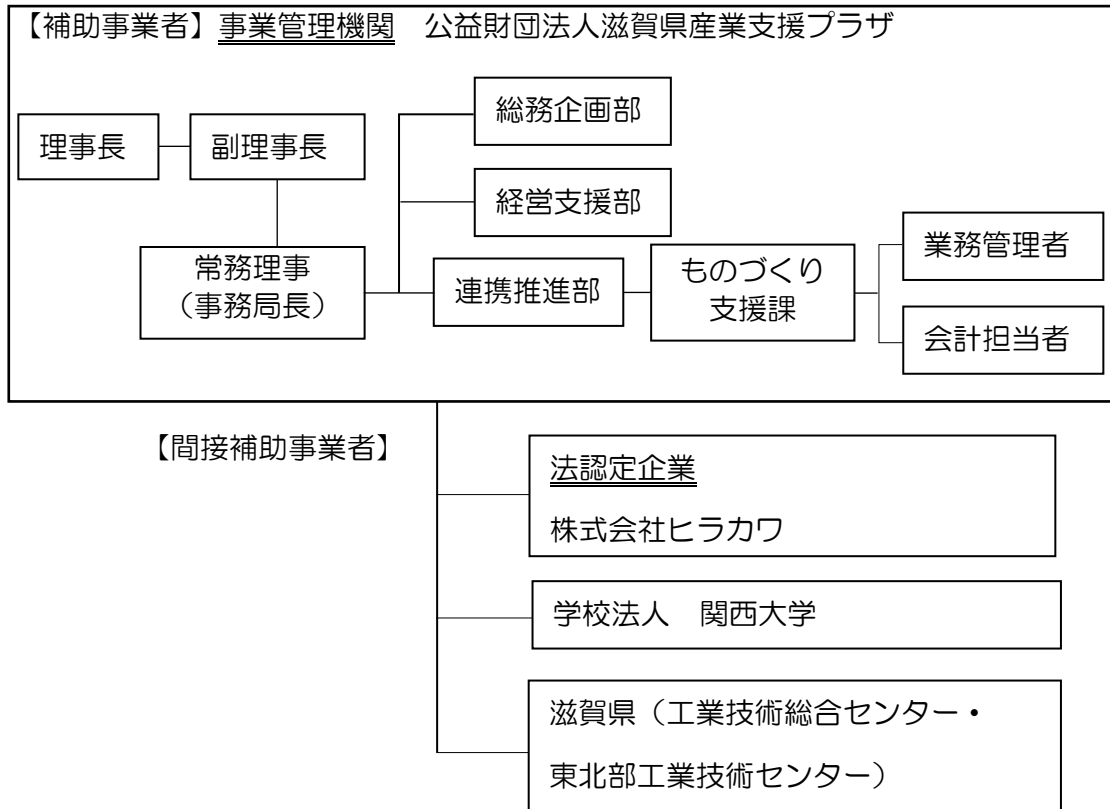 【補助事業者】事業管理機関　公益財団法人滋賀県産業支援プラザ
総務企画部
理事長
副理事長
経営支援部
業務管理者
常務理事
（事務局長）
連携推進部
ものづくり
支援課
会計担当者
【間接補助事業者】
法認定企業
株式会社ヒラカワ
学校法人　関西大学
滋賀県（工業技術総合センター・
東北部工業技術センター）